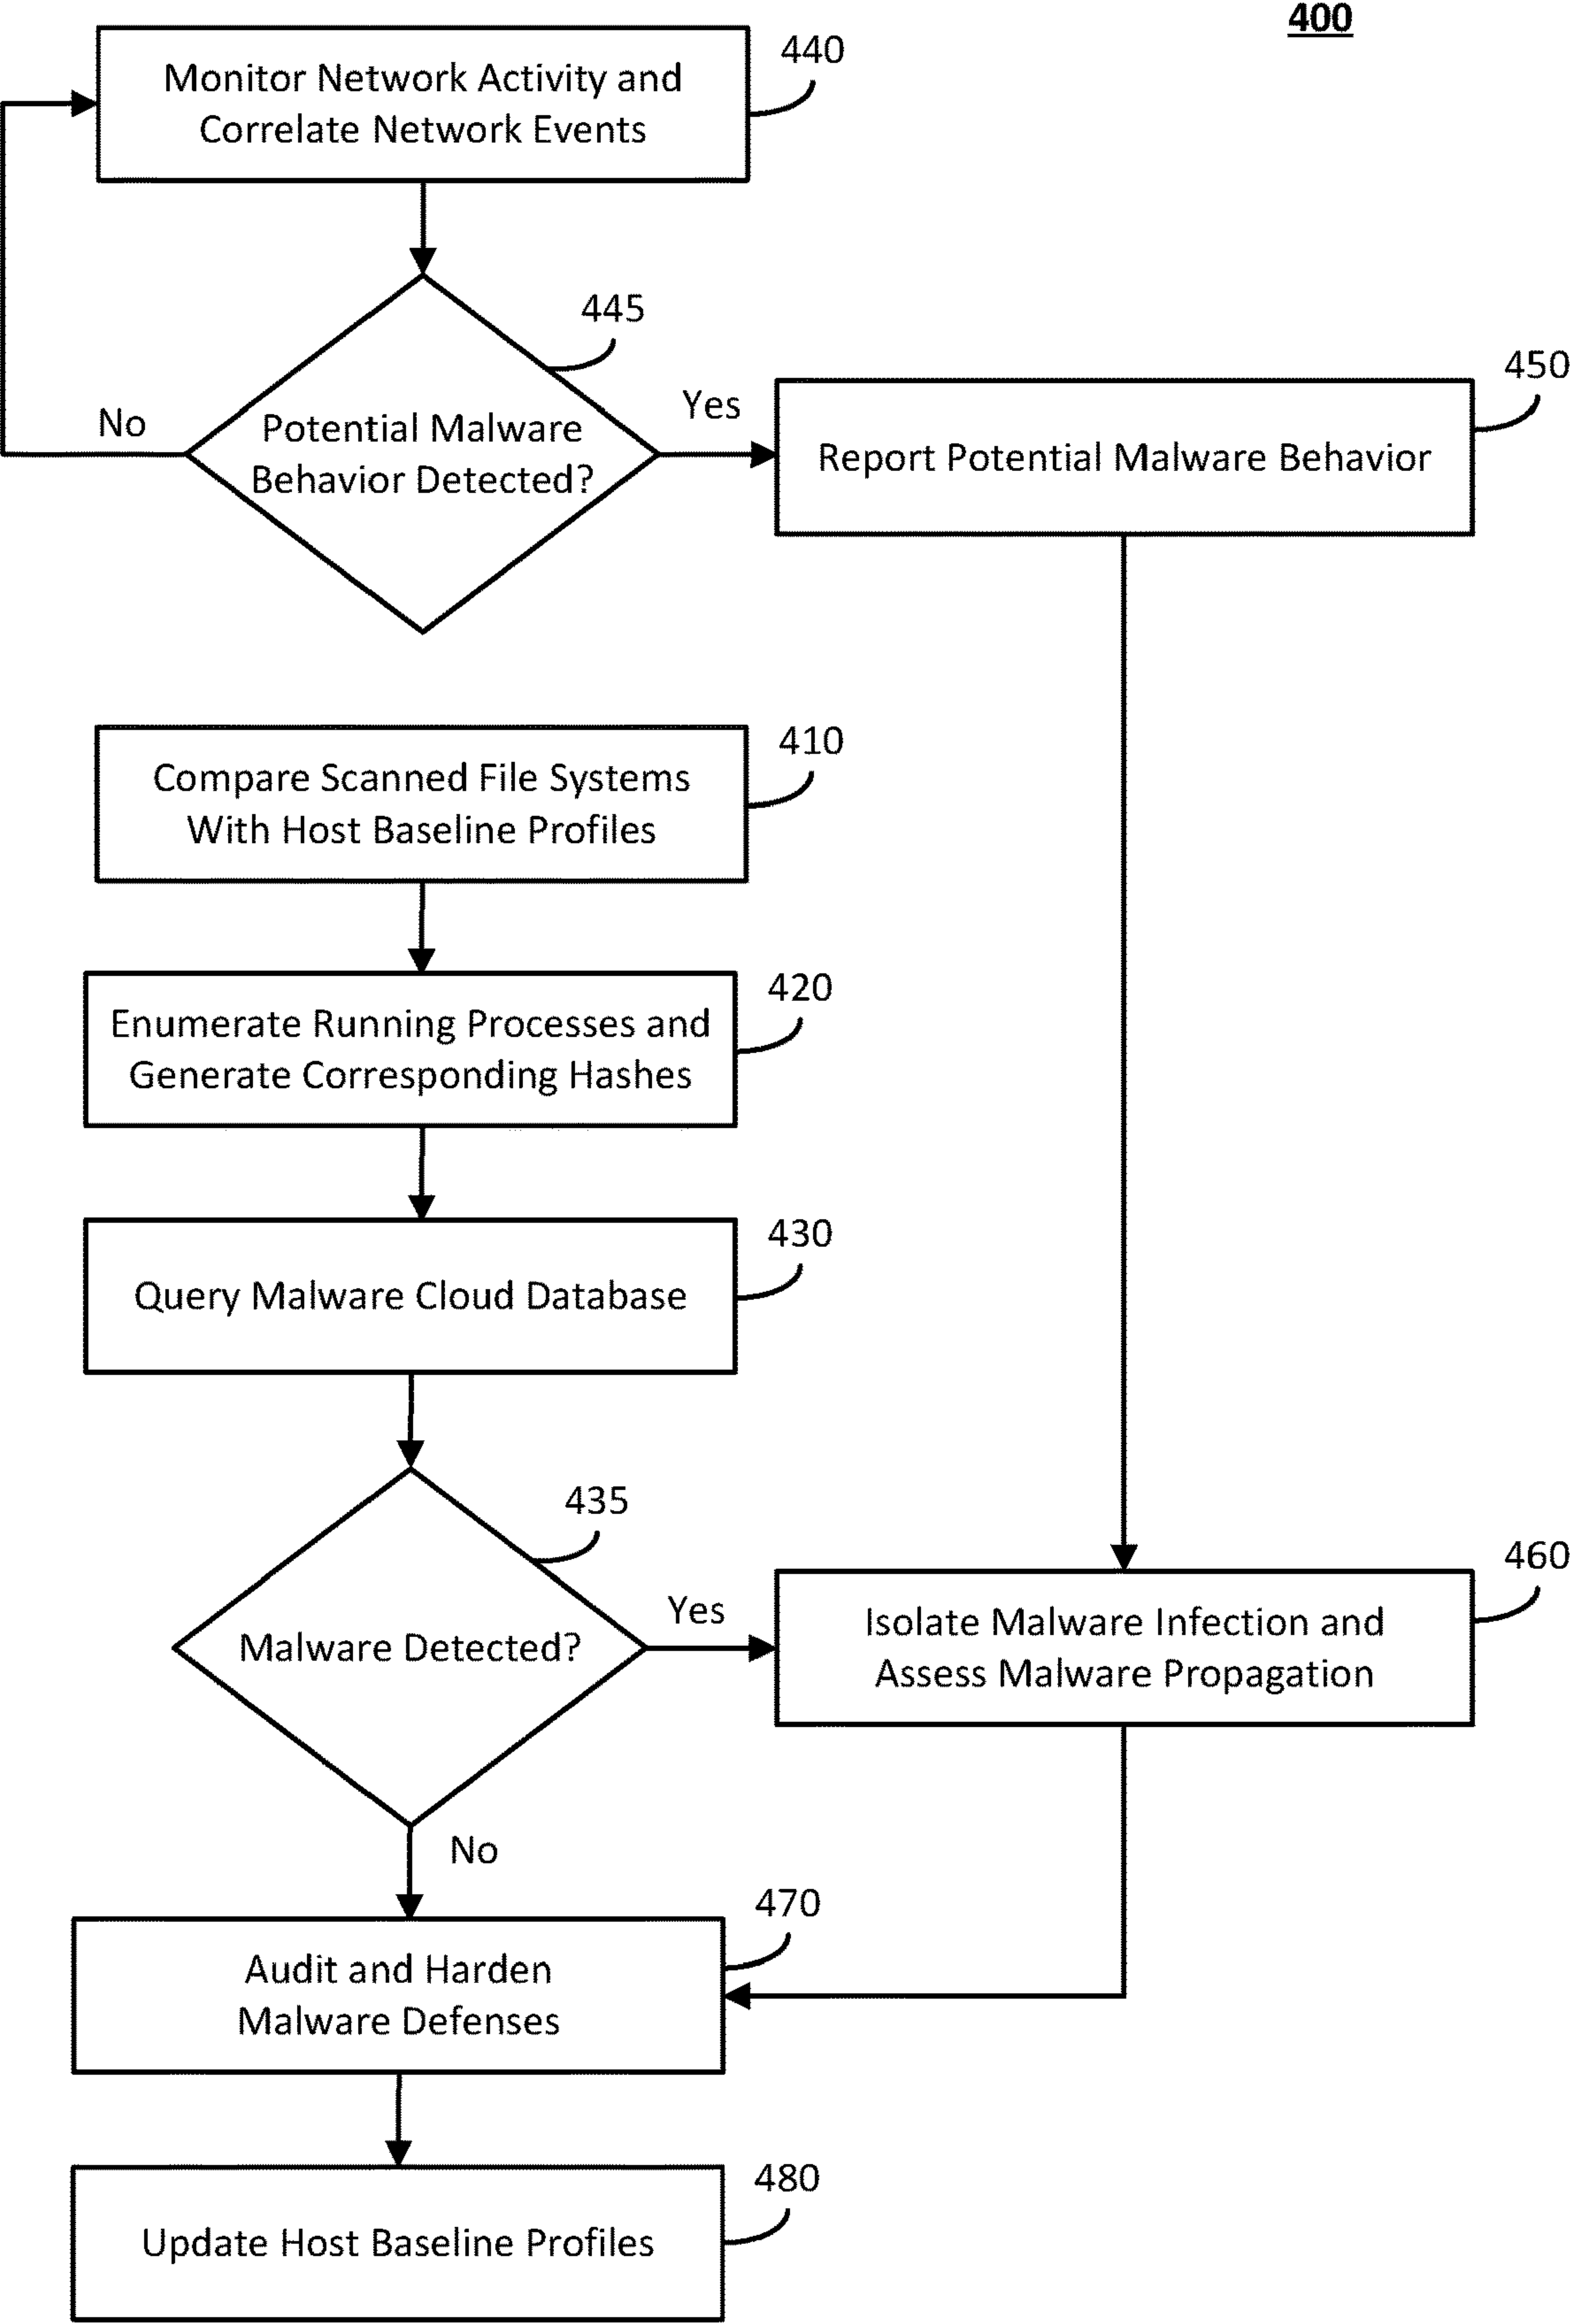 400
440
Monitor Network Activity and
Correlate Network Events
445
Potential Malware
Behavior Detected?
No
Yes
450
Report Potential Malware Behavior
410
Compare Scanned File Systems
With Host Baseline Profiles
420
Enumerate Running Processes and
Generate Corresponding Hashes
430
Query Malware Cloud Database
435
Malware Detected?
Yes
460
Isolate Malware Infection and
Assess Malware Propagation
No
470
Audit and Harden
Malware Defenses
480
Update Host Baseline Profiles